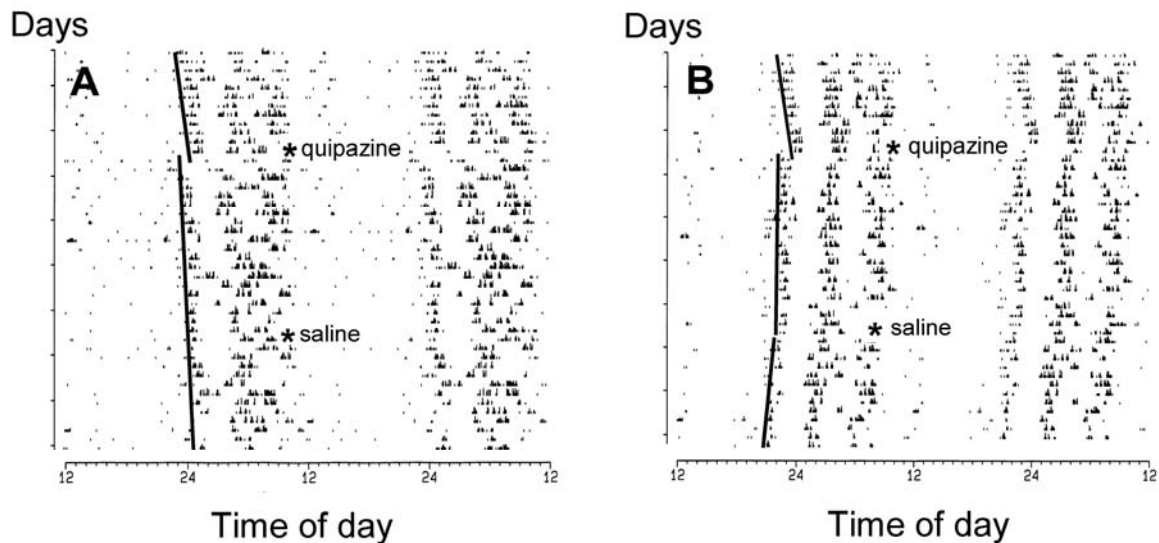 Days
A
*quipazine
*saline
12 24 12 24 12
Time of day
Days
B
* quipazine
* saline
12 24 12 24 12
Time of day